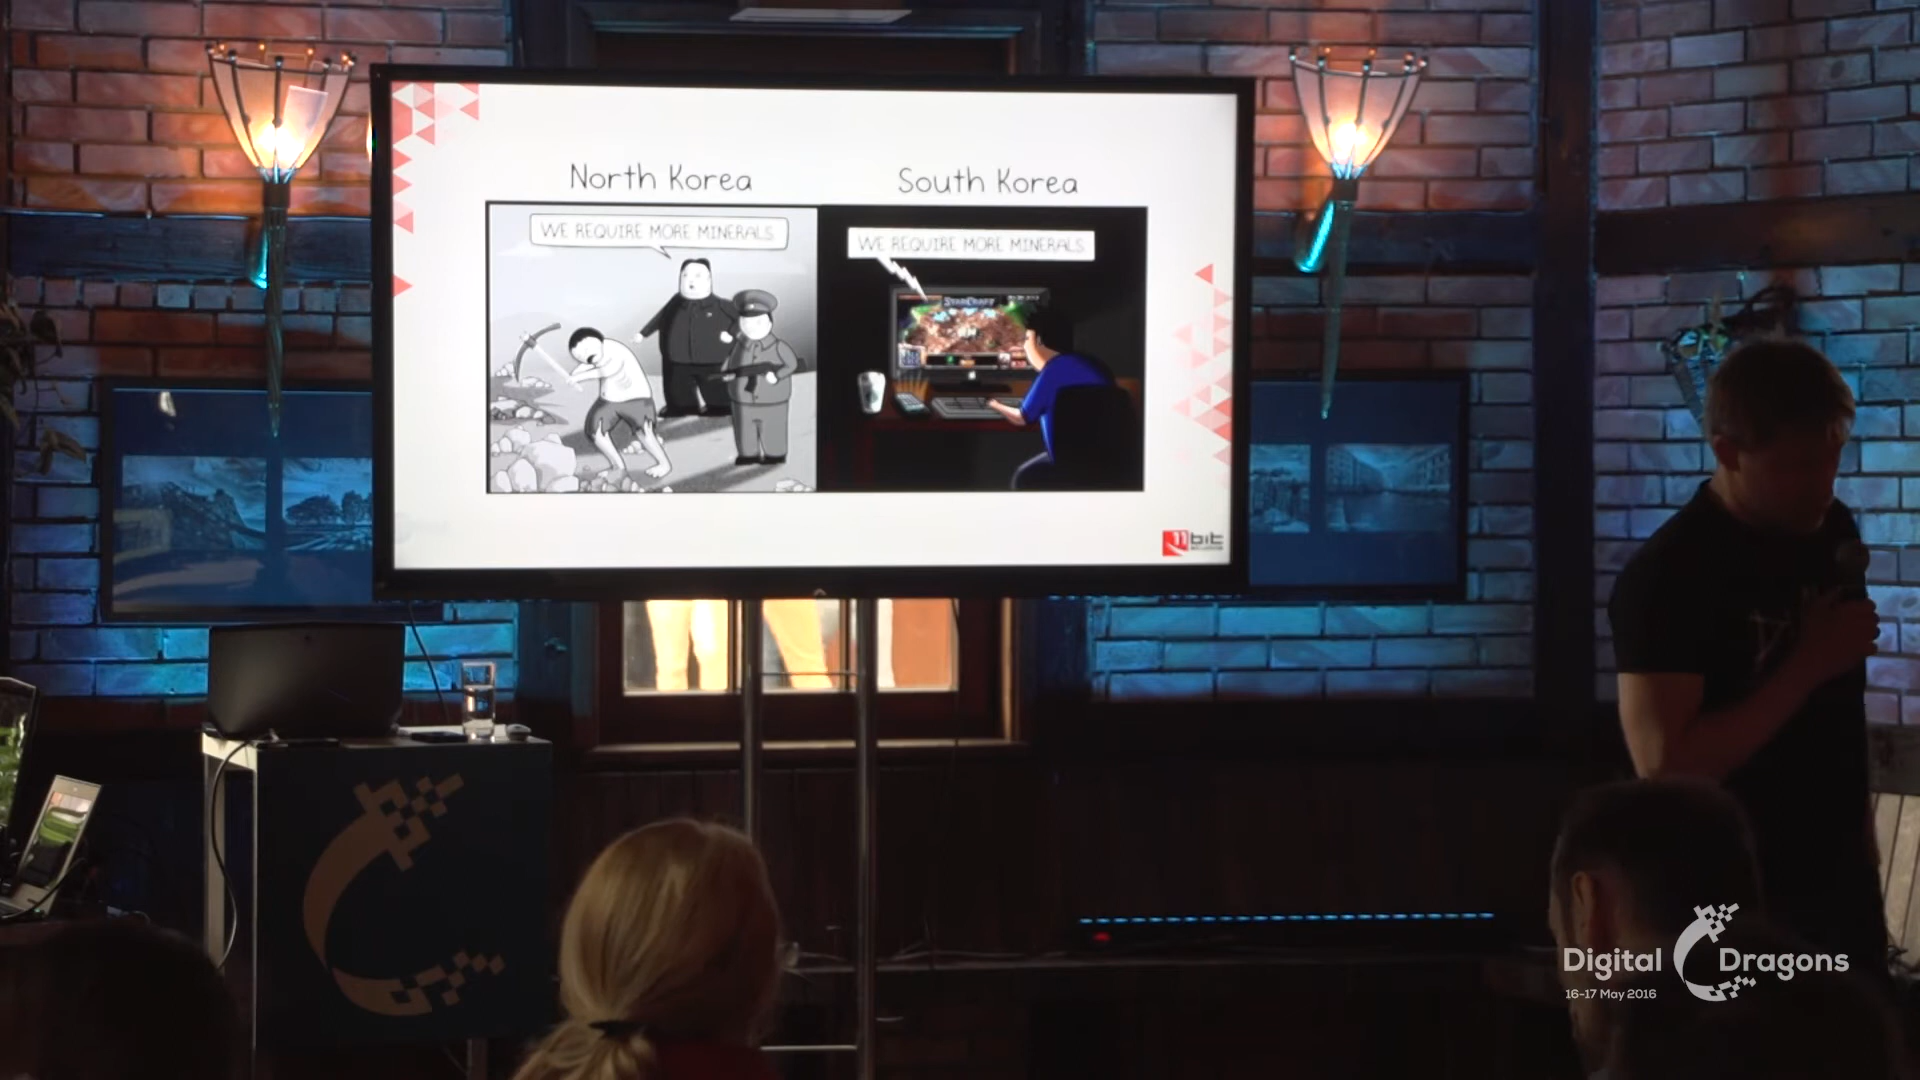 North Korea
South Korea
WE REQUIRE MORE MINERALS.
WE REQUIRE MORE MINERALS.
STARCRAFT
11 bit
Digital Dragons
16-17 May 2016